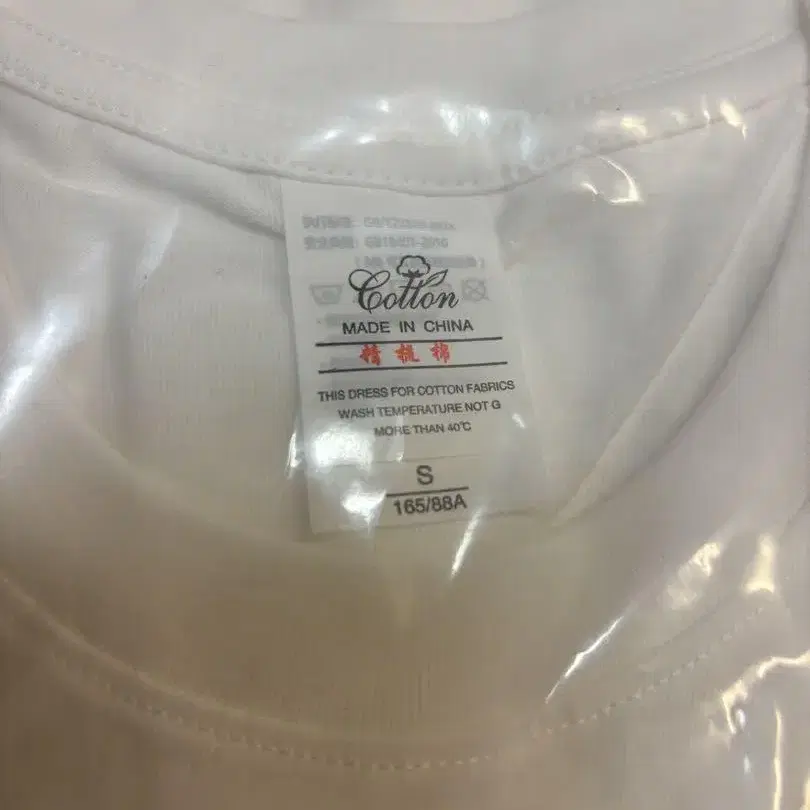 Cotton
MADE IN CHINA
精梳棉
THIS DRESS FOR COTTON FABRICS
WASH TEMPERATURE NOT G
MORE THAN 40℃
S
165/88A